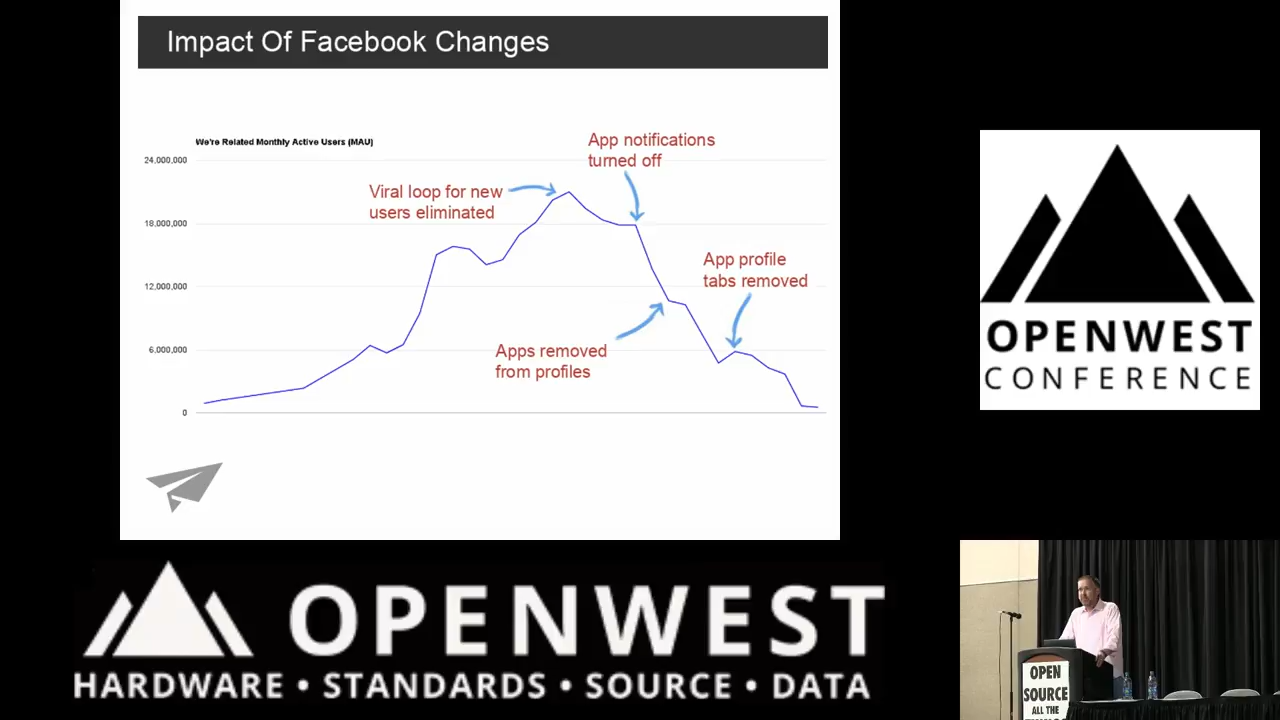 Impact Of Facebook Changes
We're Related Monthly Active Users (MAU)
24,000,000
18,000,000
12,000,000
6,000,000
0
App notifications
turned off
Viral loop for new
users eliminated
App profile
tabs removed
Apps removed
from profiles
OPENWEST
CONFERENCE
OPENWEST
HARDWARE • STANDARDS • SOURCE • DATA
OPEN
SOURCE
ALL THE